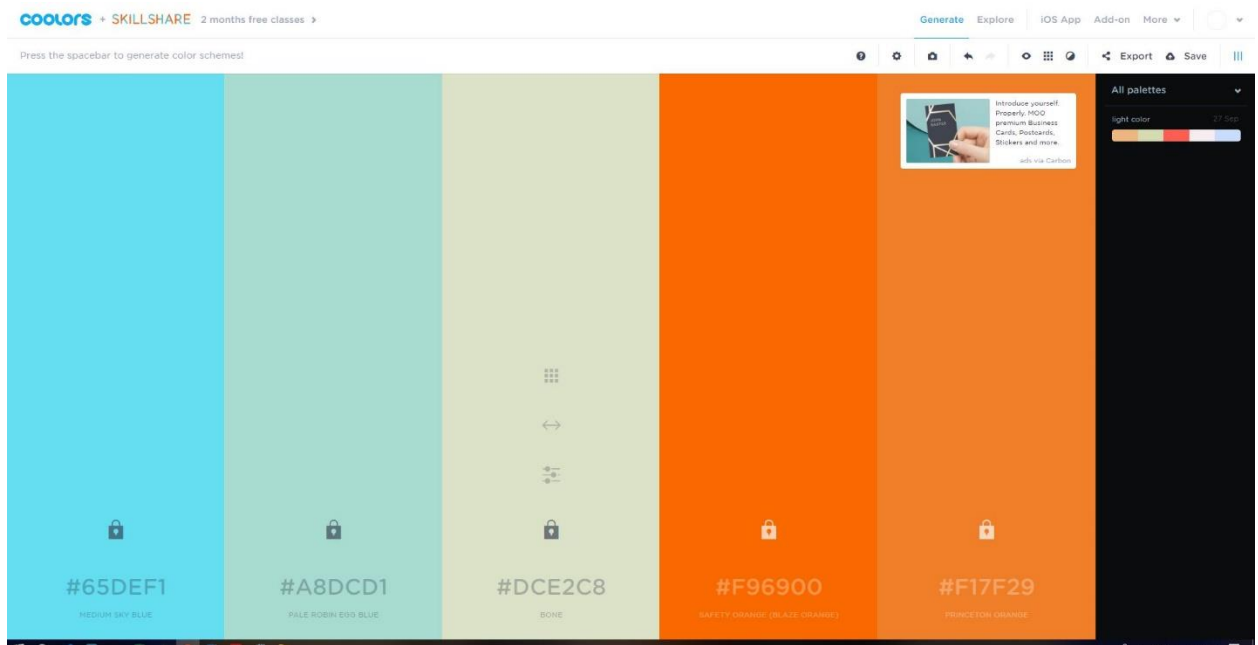 COOLORS + SKILLSHARE 2 months free classes
Generate Explore iOS App Add-on More
Press the spacebar to generate color schemes!
Export Save
Introduce yourself.
Properly. MOO
premium Business
Cards, Postcards,
Stickers and more.
ads via Carbon
All palettes
light color 27 Sep
#65DEF1
MEDIUM SKY BLUE
#A8DCD1
PALE ROBIN EGG BLUE
#DCE2C8
BONE
#F96900
SAFETY ORANGE (BLAZE ORANGE)
#F17F29
PRINCETON ORANGE